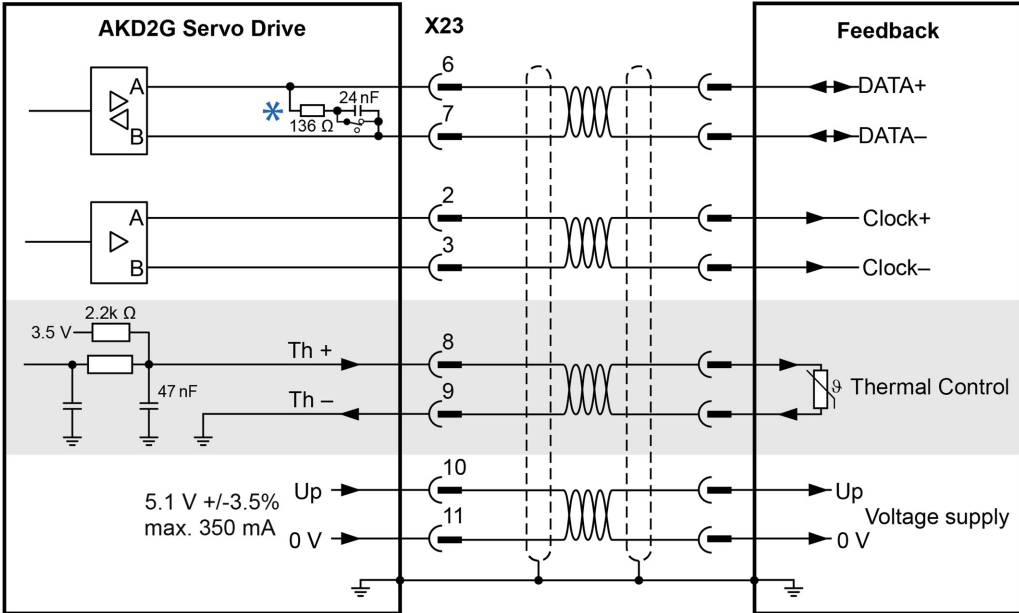 AKD2G Servo Drive
X23
Feedback
A
B
*
136 Ω
24 nF
6
7
DATA+
DATA–
A
B
2
3
Clock+
Clock–
2.2k Ω
3.5 V
47 nF
Th +
Th –
8
9
ϑ Thermal Control
5.1 V +/-3.5%
max. 350 mA
Up
0 V
10
11
Up
Voltage supply
0 V